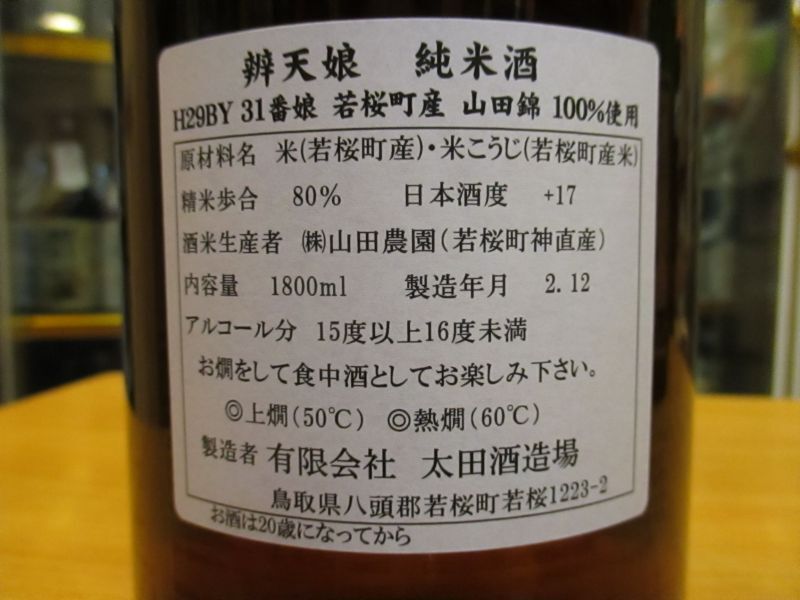 辨天娘 純米酒
H29BY 31番娘 若桜町産 山田錦 100%使用
原材料名 米(若桜町産)・米こうじ(若桜町産米)
精米歩合 80% 日本酒度 +17
酒米生産者 ㈱山田農園(若桜町神直産)
内容量 1800ml 製造年月 2.12
アルコール分 15度以上16度未満
お燗をして食中酒としてお楽しみ下さい。
◎上燗(50℃) ◎熱燗(60℃)
製造者 有限会社 太田酒造場
鳥取県八頭郡若桜町若桜1223-2
お酒は20歳になってから